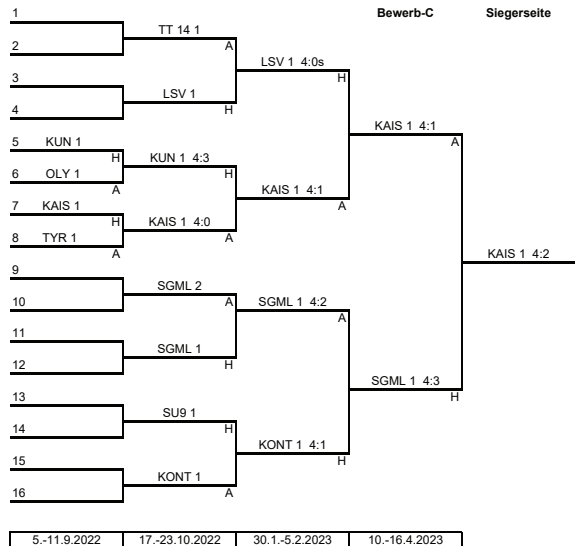 1 Bewerb-C Siegerseite
TT 14 1
2 A
LSV 1 4:0s
3 H
LSV 1
4 H
KAIS 1 4:1
5 KUN 1 A
H KUN 1 4:3
6 OLY 1 H
A KAIS 1 4:1
7 KAIS 1 A
H KAIS 1 4:0
8 TYR 1 A
A KAIS 1 4:2
9
SGML 2
10 A SGML 1 4:2
A
11
SGML 1
12 H
SGML 1 4:3
13 H
SU9 1
14 H
KONT 1 4:1
15 H
KONT 1
16 A
5.-11.9.2022 17.-23.10.2022 30.1.-5.2.2023 10.-16.4.2023